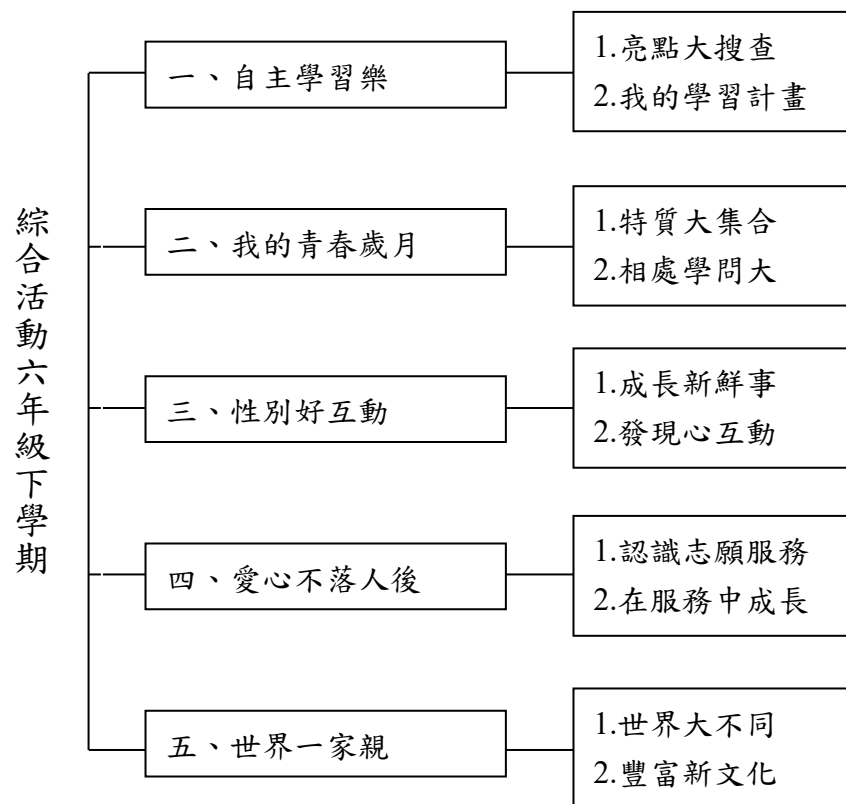 綜合活動六年級下學期
一、自主學習樂
1.亮點大搜查
2.我的學習計畫
二、我的青春歲月
1.特質大集合
2.相處學問大
三、性別好互動
1.成長新鮮事
2.發現心互動
四、愛心不落人後
1.認識志願服務
2.在服務中成長
五、世界一家親
1.世界大不同
2.豐富新文化